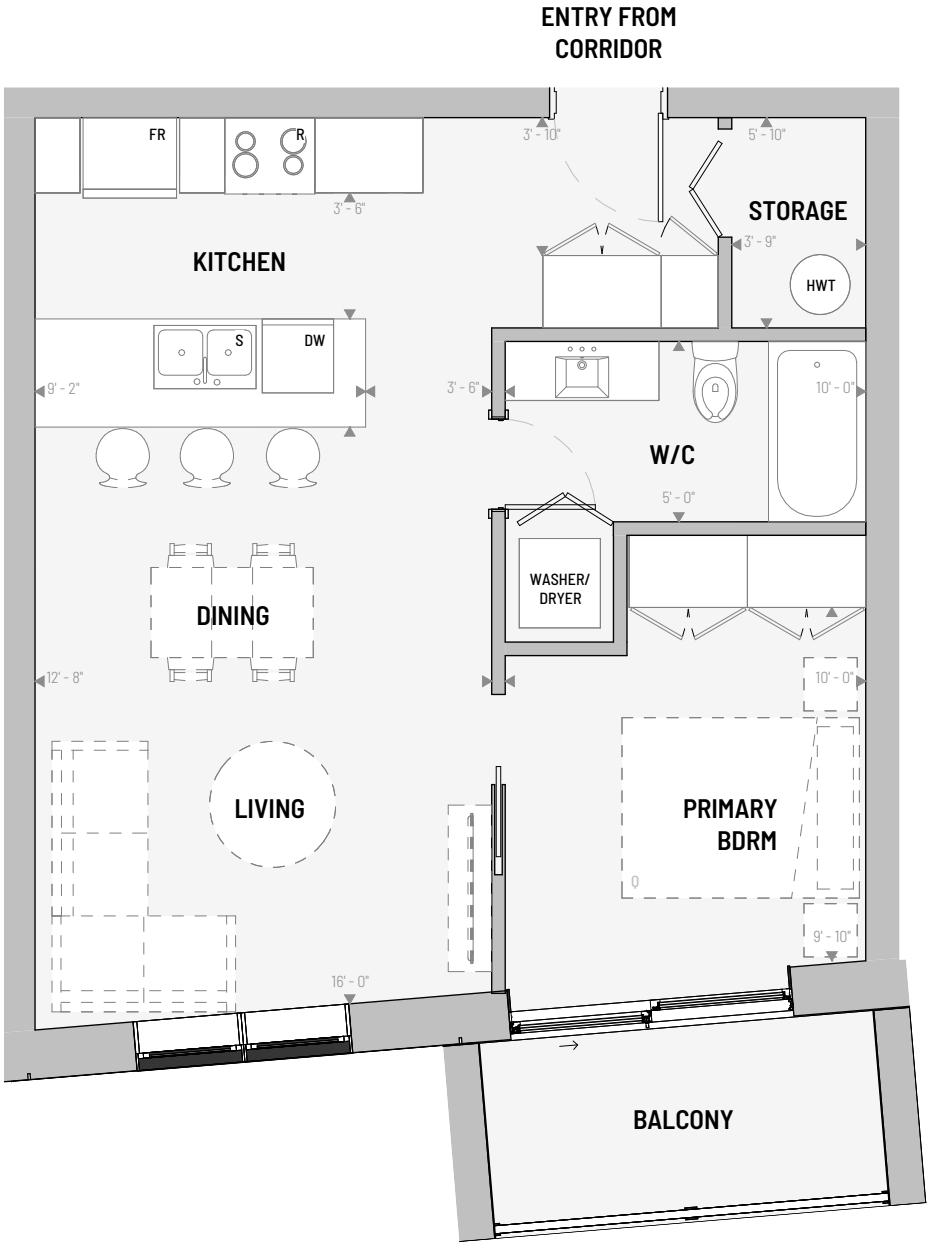 ENTRY FROM
CORRIDOR
FR
R
3' - 10"
5' - 10"
3' - 6"
STORAGE
3' - 9"
KITCHEN
HWT
S
DW
9' - 2"
3' - 6"
10' - 0"
W/C
5' - 0"
WASHER/
DRYER
DINING
12' - 8"
10' - 0"
LIVING
PRIMARY
BDRM
Q
9' - 10"
16' - 0"
BALCONY